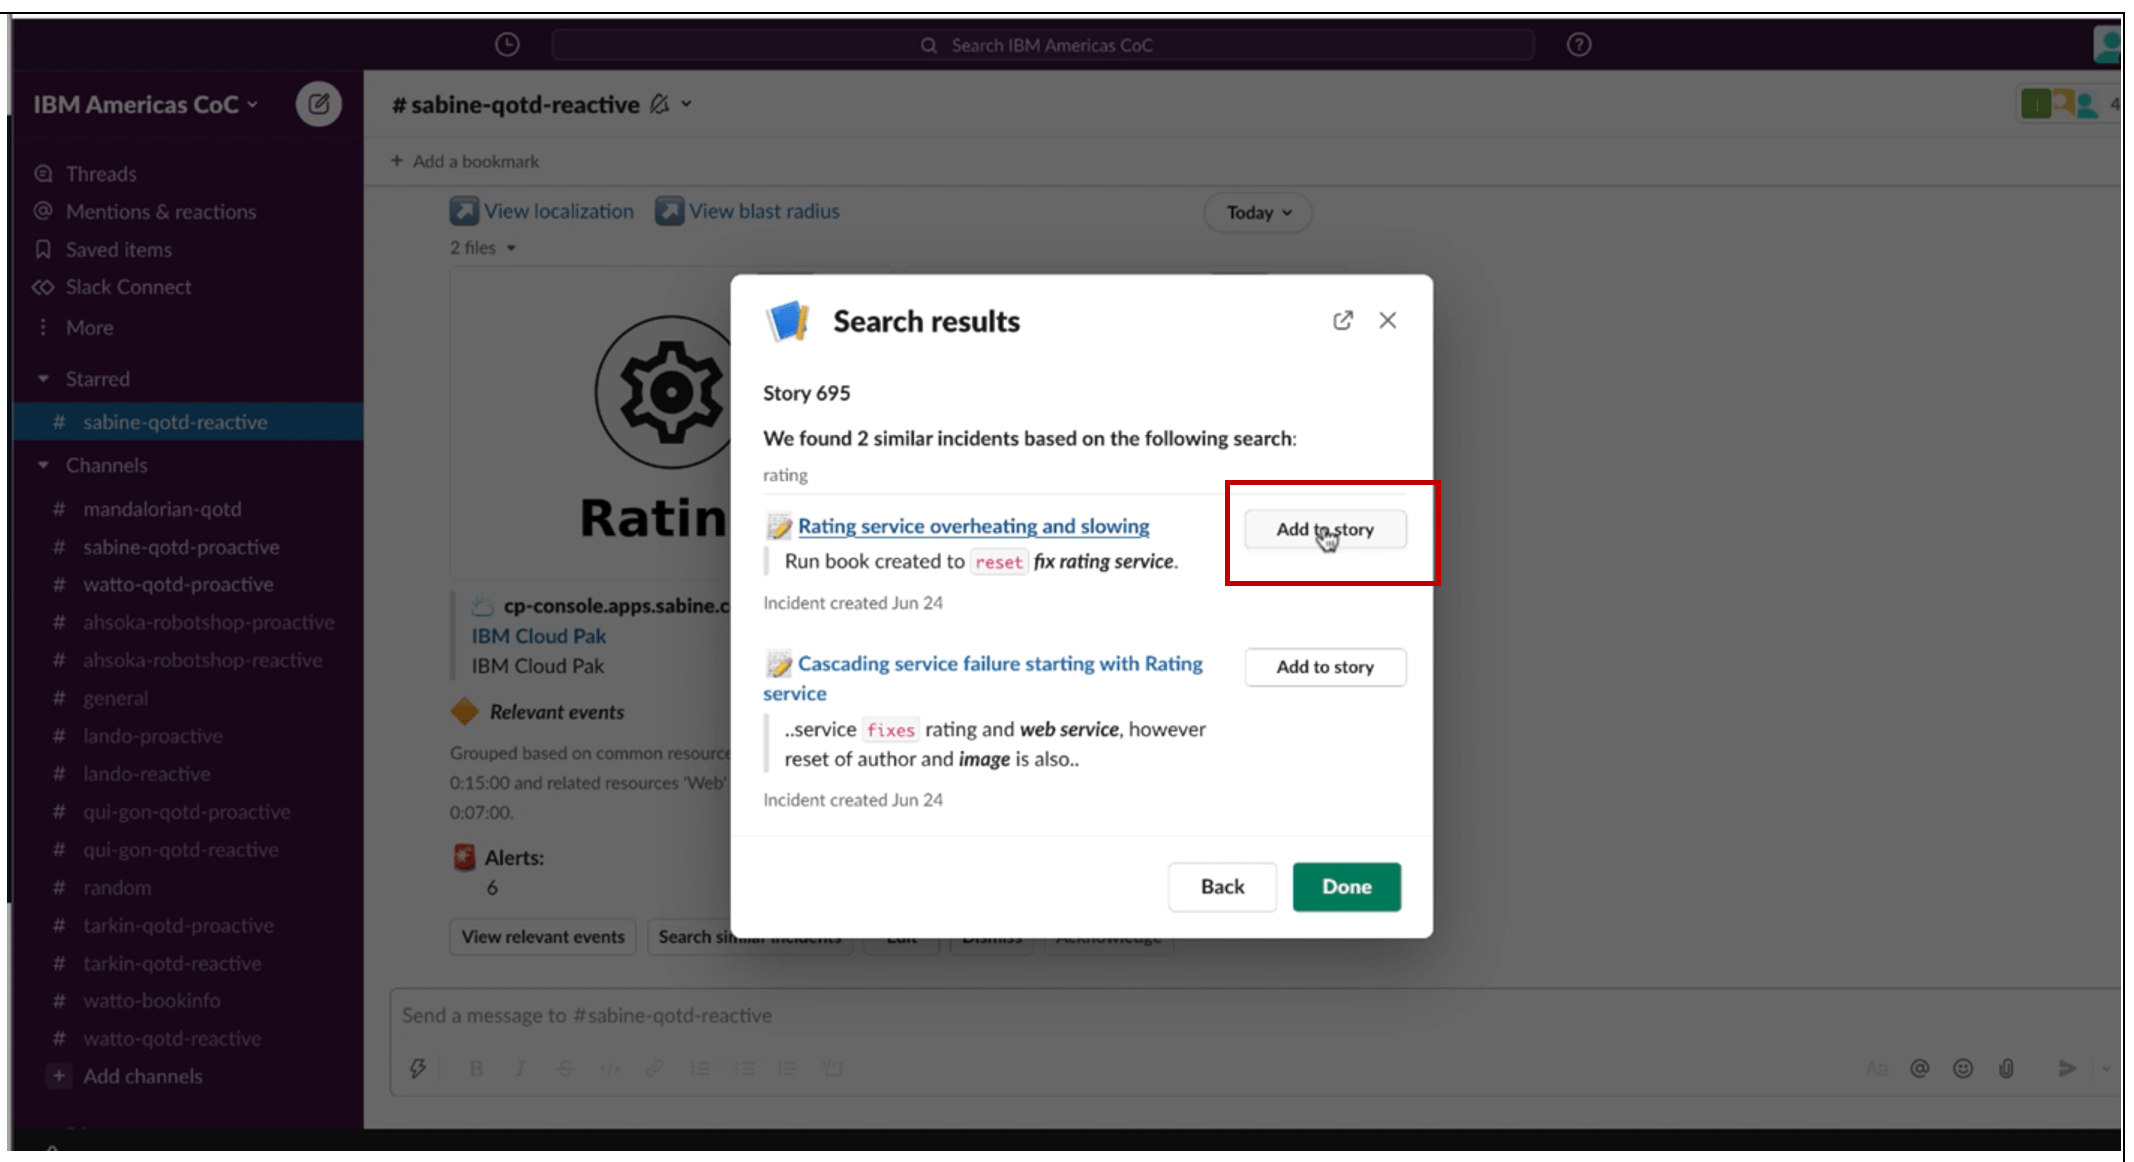 Search IBM Americas CoC
IBM Americas CoC
Threads
Mentions & reactions
Saved items
Slack Connect
More
Starred
# sabine-qotd-reactive
Channels
# mandalorian-qotd
# sabine-qotd-proactive
# watto-qotd-proactive
# ahsoka-robotshop-proactive
# ahsoka-robotshop-reactive
# general
# lando-proactive
# lando-reactive
# qui-gon-qotd-proactive
# qui-gon-qotd-reactive
# random
# tarkin-qotd-proactive
# tarkin-qotd-reactive
# watto-bookinfo
# watto-qotd-reactive
+ Add channels
# sabine-qotd-reactive
4
+ Add a bookmark
View localization View blast radius
Today
2 files
Ratin
cp-console.apps.sabine.c
IBM Cloud Pak
IBM Cloud Pak
Relevant events
Grouped based on common resource
0:15:00 and related resources 'Web'
0:07:00.
Alerts:
6
View relevant events Search similar incidents Edit Dismiss Acknowledge
Search results
Story 695
We found 2 similar incidents based on the following search:
rating
Rating service overheating and slowing
Add to story
Run book created to reset fix rating service.
Incident created Jun 24
Cascading service failure starting with Rating
service
Add to story
..service fixes rating and web service, however
reset of author and image is also..
Incident created Jun 24
Back Done
Send a message to #sabine-qotd-reactive
B I S </> Aa @